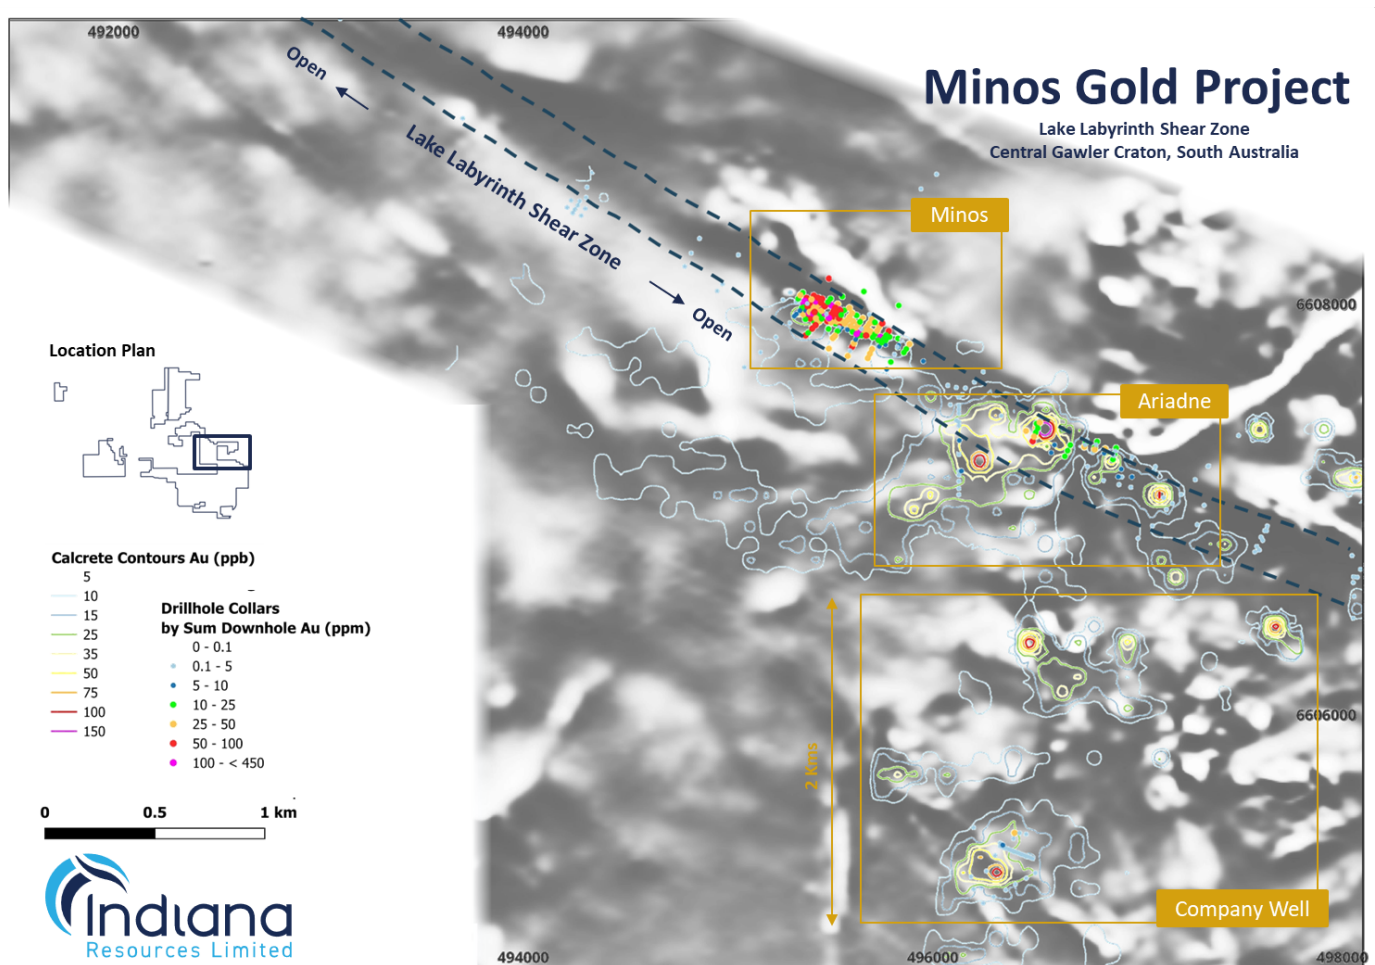 492000
494000
Open
Minos Gold Project
Lake Labyrinth Shear Zone
Central Gawler Craton, South Australia
Lake Labyrinth Shear Zone
Minos
Open
6608000
Location Plan
Ariadne
Calcrete Contours Au (ppb)
5
10
15
25
35
50
75
100
150
Drillhole Collars
by Sum Downhole Au (ppm)
0 - 0.1
0.1 - 5
5 - 10
10 - 25
25 - 50
50 - 100
100 - < 450
6606000
2 Kms
0 0.5 1 km
Indiana
Resources Limited
Company Well
494000
496000
498000